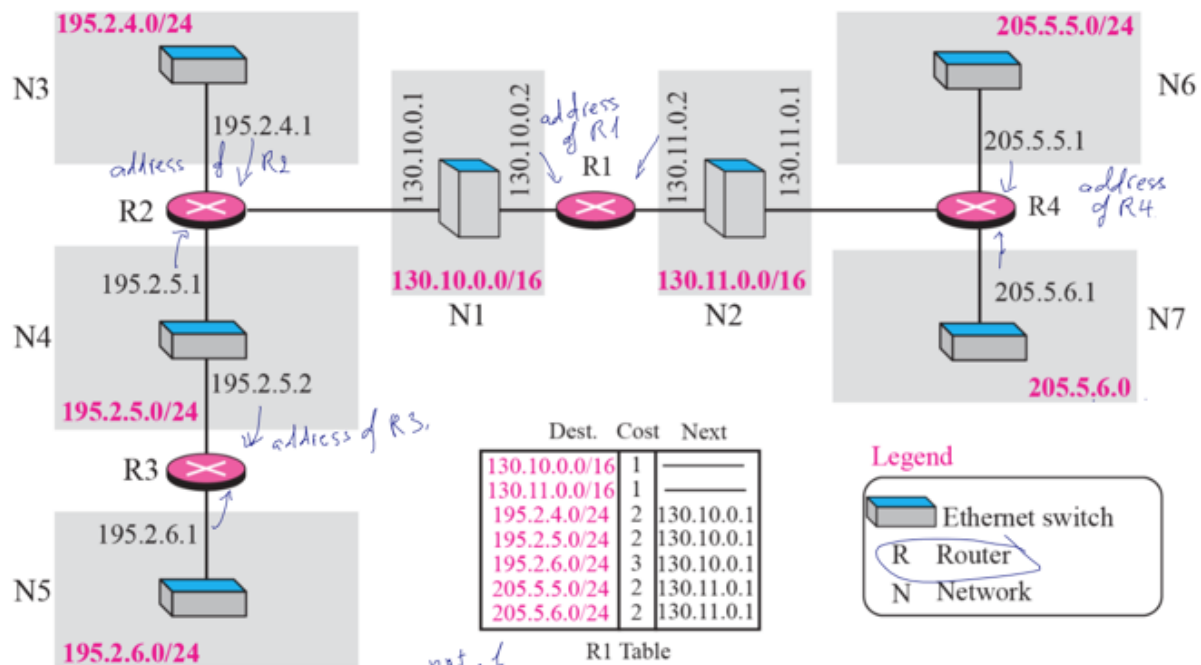 195.2.4.0/24
N3
195.2.4.1
address of R2
R2
195.2.5.1
N4
195.2.5.2
195.2.5.0/24
address of R3.
R3
195.2.6.1
N5
195.2.6.0/24
130.10.0.1
130.10.0.2
130.10.0.0/16
N1
address
of R1
R1
130.11.0.2
130.11.0.1
130.11.0.0/16
N2
205.5.5.0/24
N6
205.5.5.1
R4
address
of R4.
205.5.6.1
N7
205.5.6.0
Dest. Cost Next
130.10.0.0/16 1
130.11.0.0/16 1
195.2.4.0/24 2 130.10.0.1
195.2.5.0/24 2 130.10.0.1
195.2.6.0/24 3 130.10.0.1
205.5.5.0/24 2 130.11.0.1
205.5.6.0/24 2 130.11.0.1
R1 Table
Legend
Ethernet switch
R Router
N Network